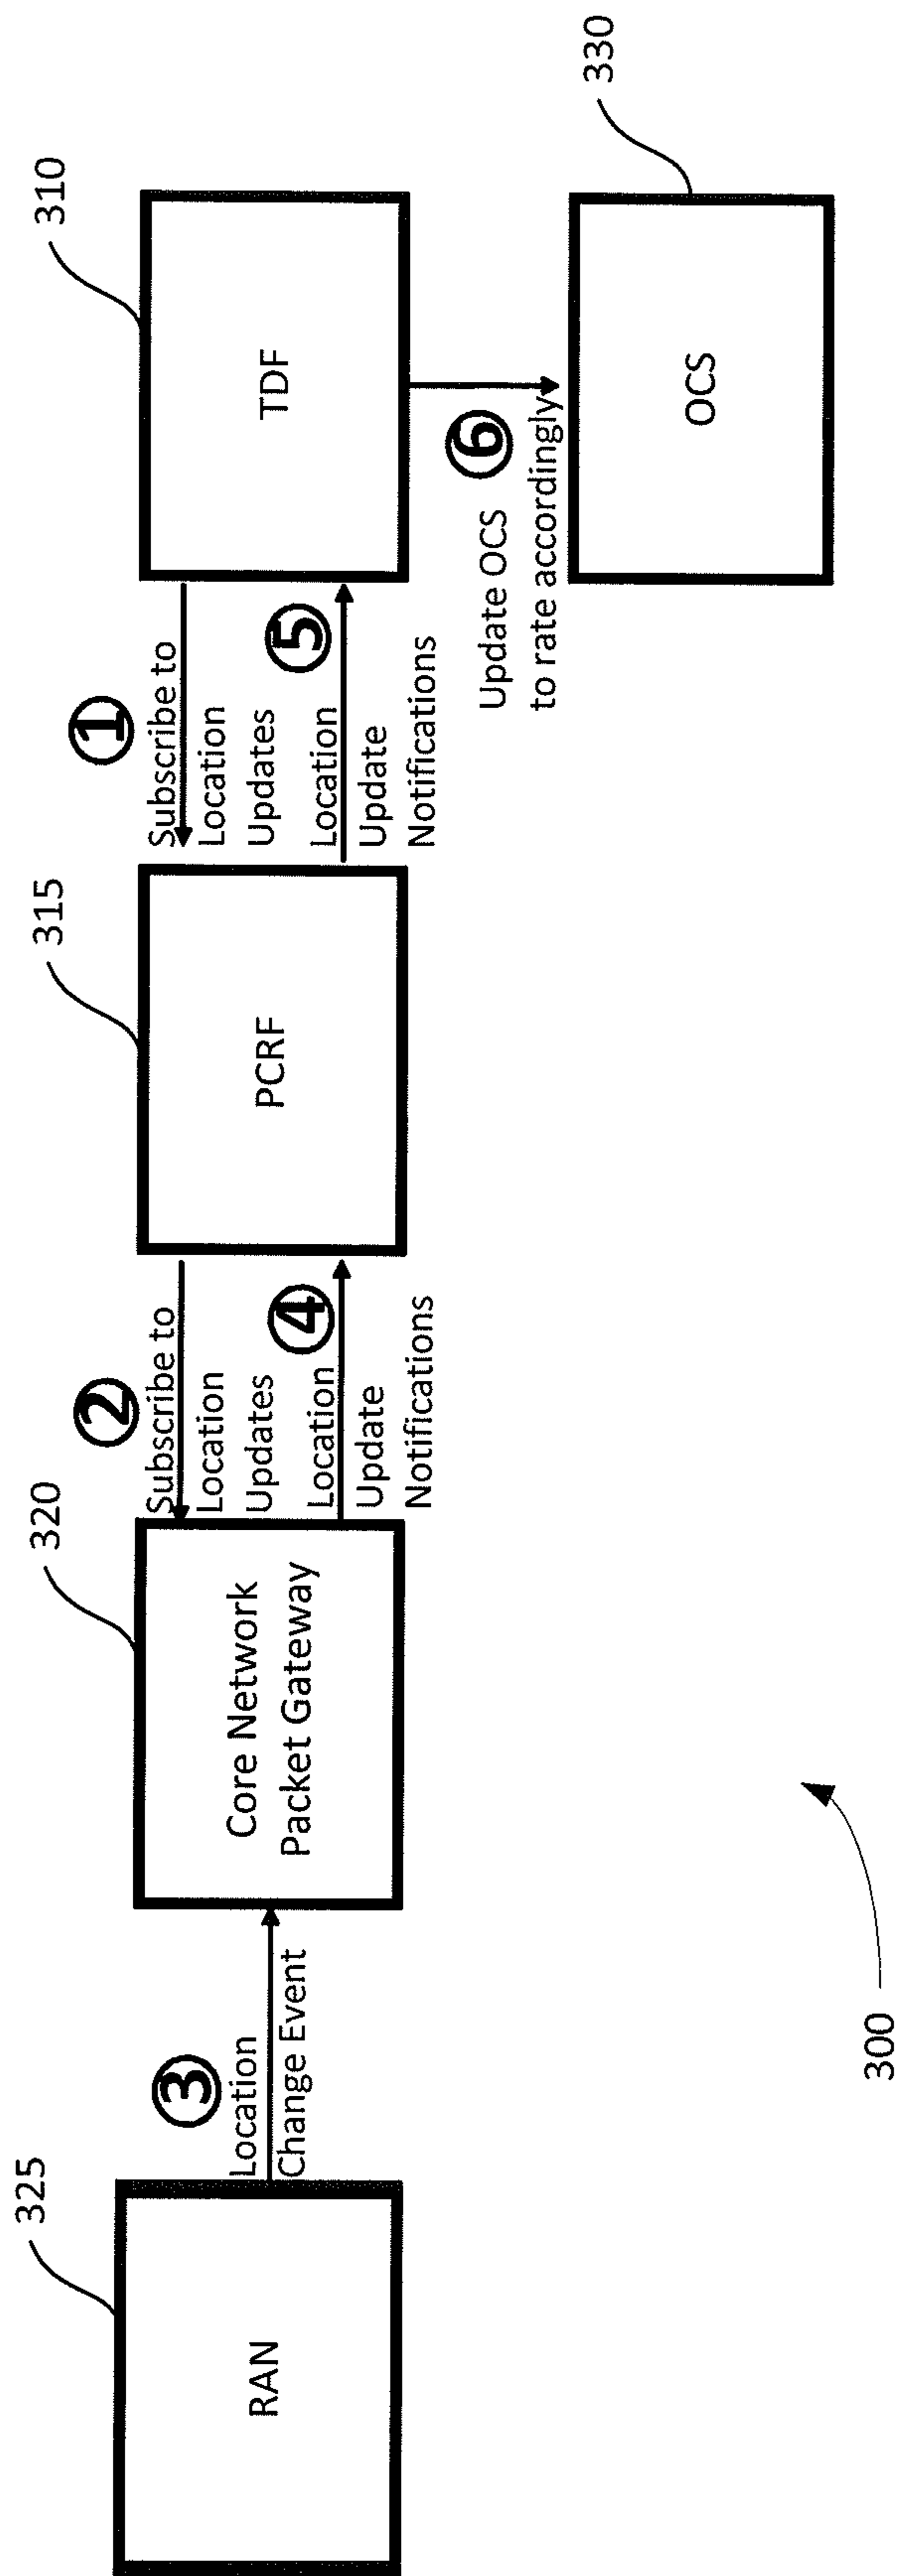 325
RAN
③
Location
Change Event
320
Core Network
Packet Gateway
②
Subscribe to
Location
Updates
④
Location
Update
Notifications
315
PCRF
①
Subscribe to
Location
Updates
⑤
Location
Update
Notifications
310
TDF
⑥
Update OCS
to rate accordingly
330
OCS
300